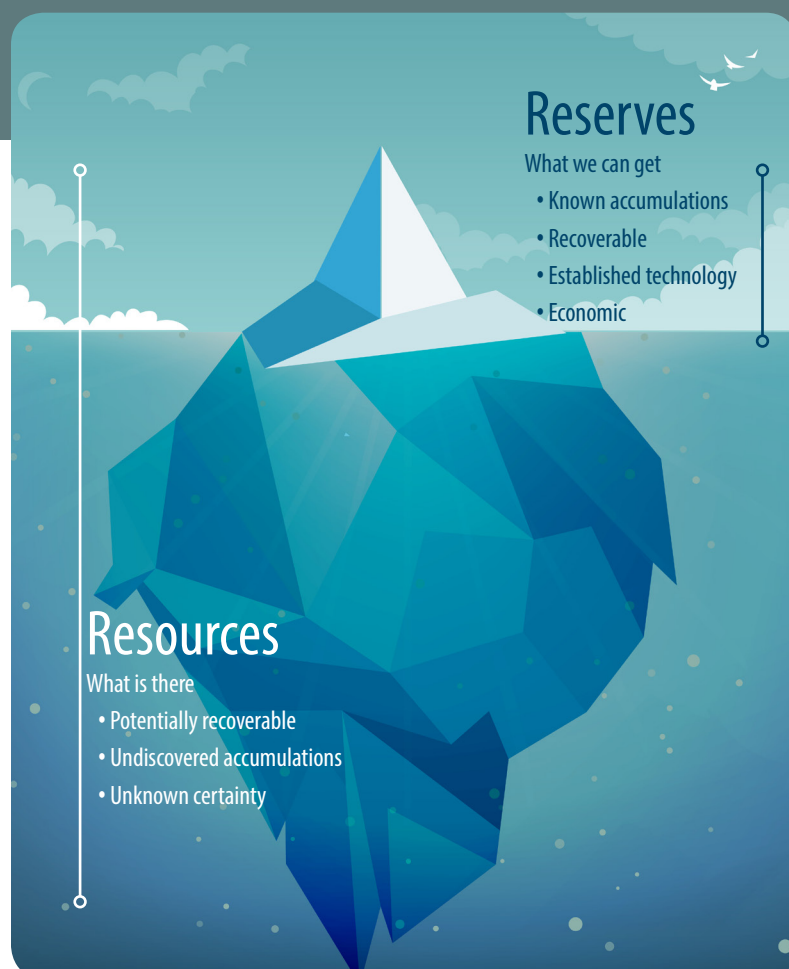 Reserves
What we can get
• Known accumulations
• Recoverable
• Established technology
• Economic
Resources
What is there
• Potentially recoverable
• Undiscovered accumulations
• Unknown certainty